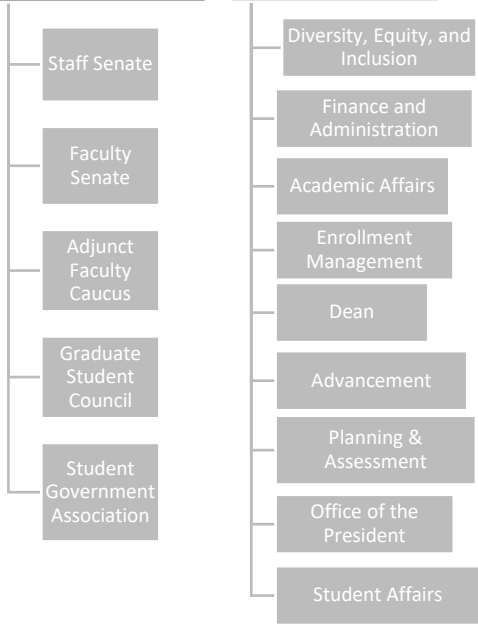 Staff Senate
Faculty
Senate
Adjunct
Faculty
Caucus
Graduate
Student
Council
Student
Government
Association
Diversity, Equity, and
Inclusion
Finance and
Administration
Academic Affairs
Enrollment
Management
Dean
Advancement
Planning &
Assessment
Office of the
President
Student Affairs